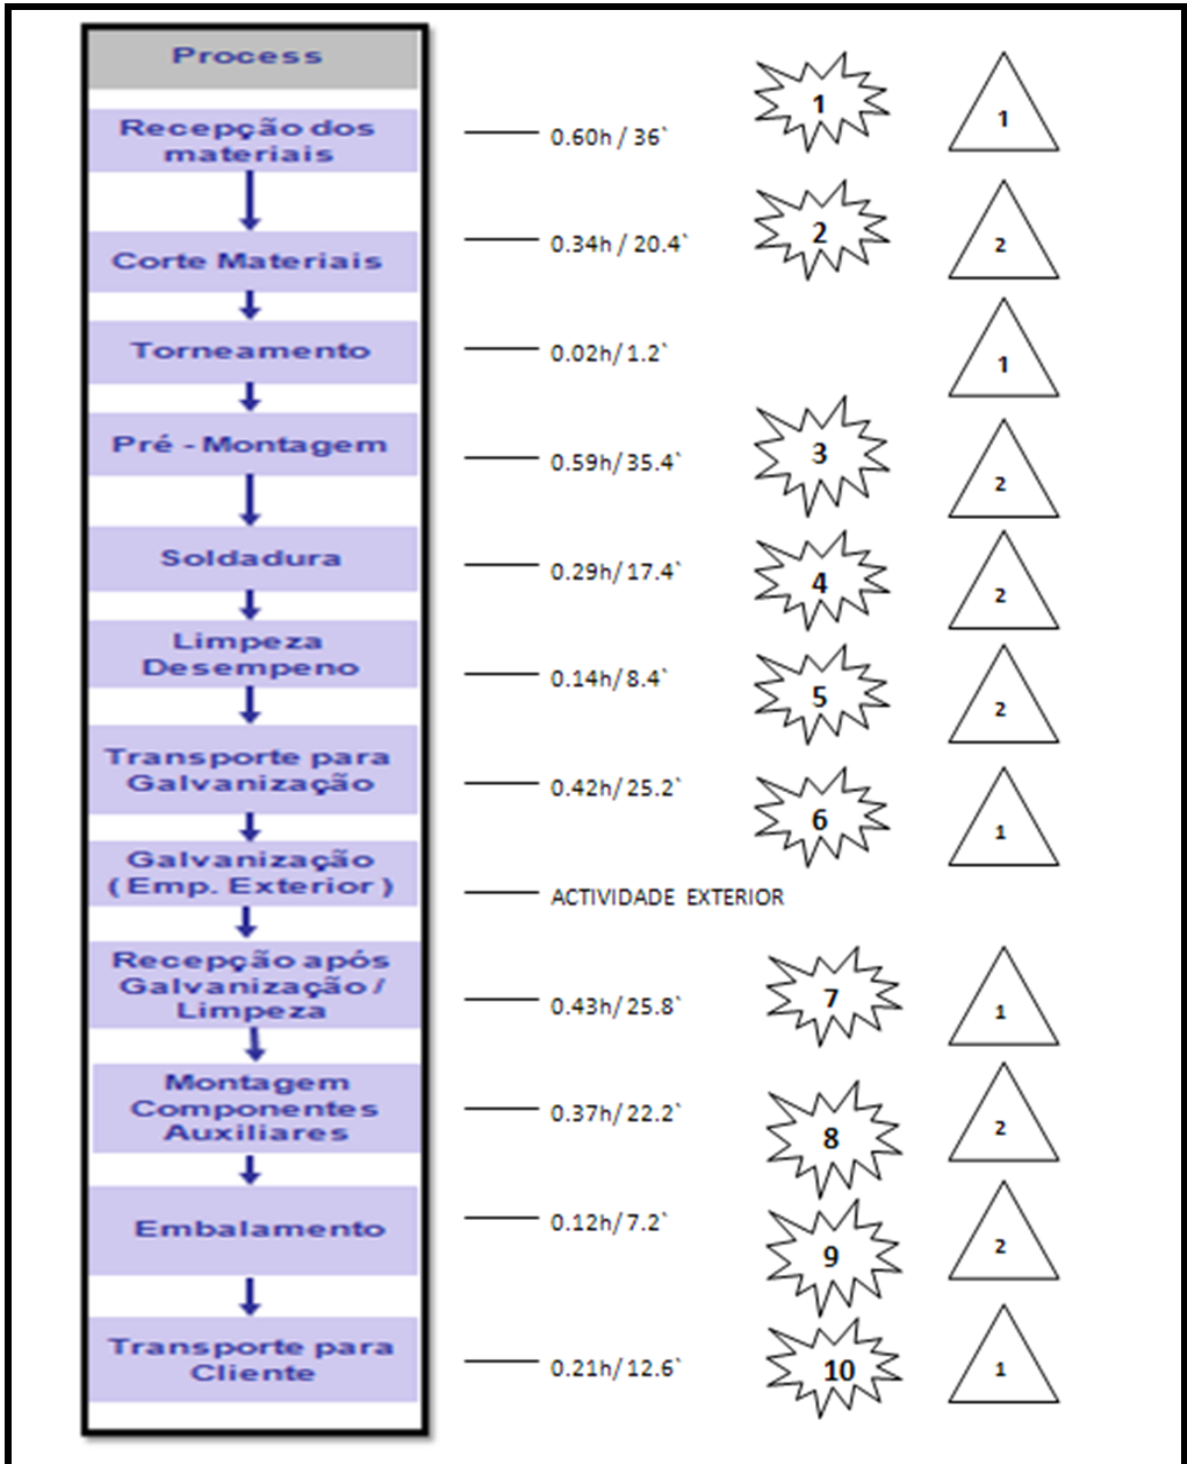 Process
1
1
Recepção dos
materiais
0.60h / 36`
Corte Materiais
0.34h / 20.4`
2
2
Torneamento
0.02h/ 1.2`
1
Pré - Montagem
0.59h/ 35.4`
3
2
Soldadura
0.29h/ 17.4`
4
2
Limpeza
Desempeno
0.14h/ 8.4`
5
2
Transporte para
Galvanização
0.42h/ 25.2`
6
1
Galvanização
( Emp. Exterior )
ACTIVIDADE EXTERIOR
Recepção após
Galvanização /
Limpeza
0.43h/ 25.8`
7
1
Montagem
Componentes
Auxiliares
0.37h/ 22.2`
8
2
Embalamento
0.12h/ 7.2`
9
2
Transporte para
Cliente
0.21h/ 12.6`
10
1